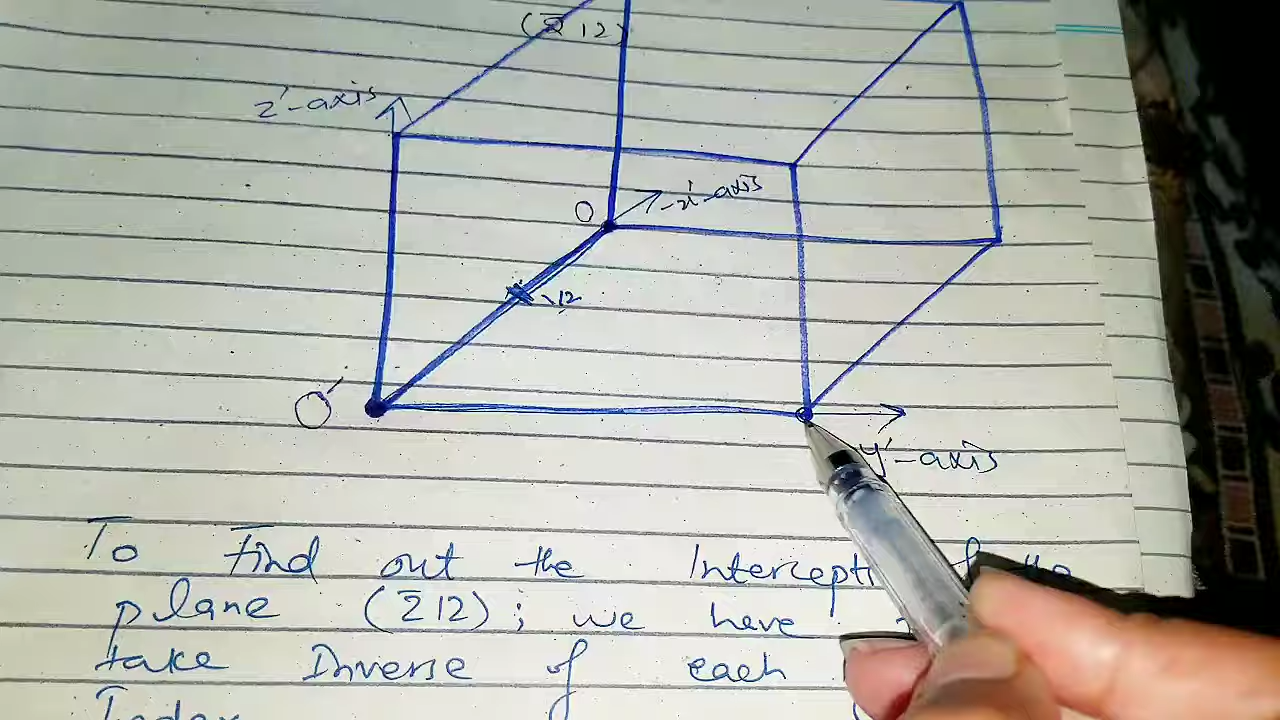 (2̅12)
z'-axis
O
-x'-axis
-1/2
O'
y'-axis
To find out the Intercept
plane (2̅12); we have
take Inverse of each
Index